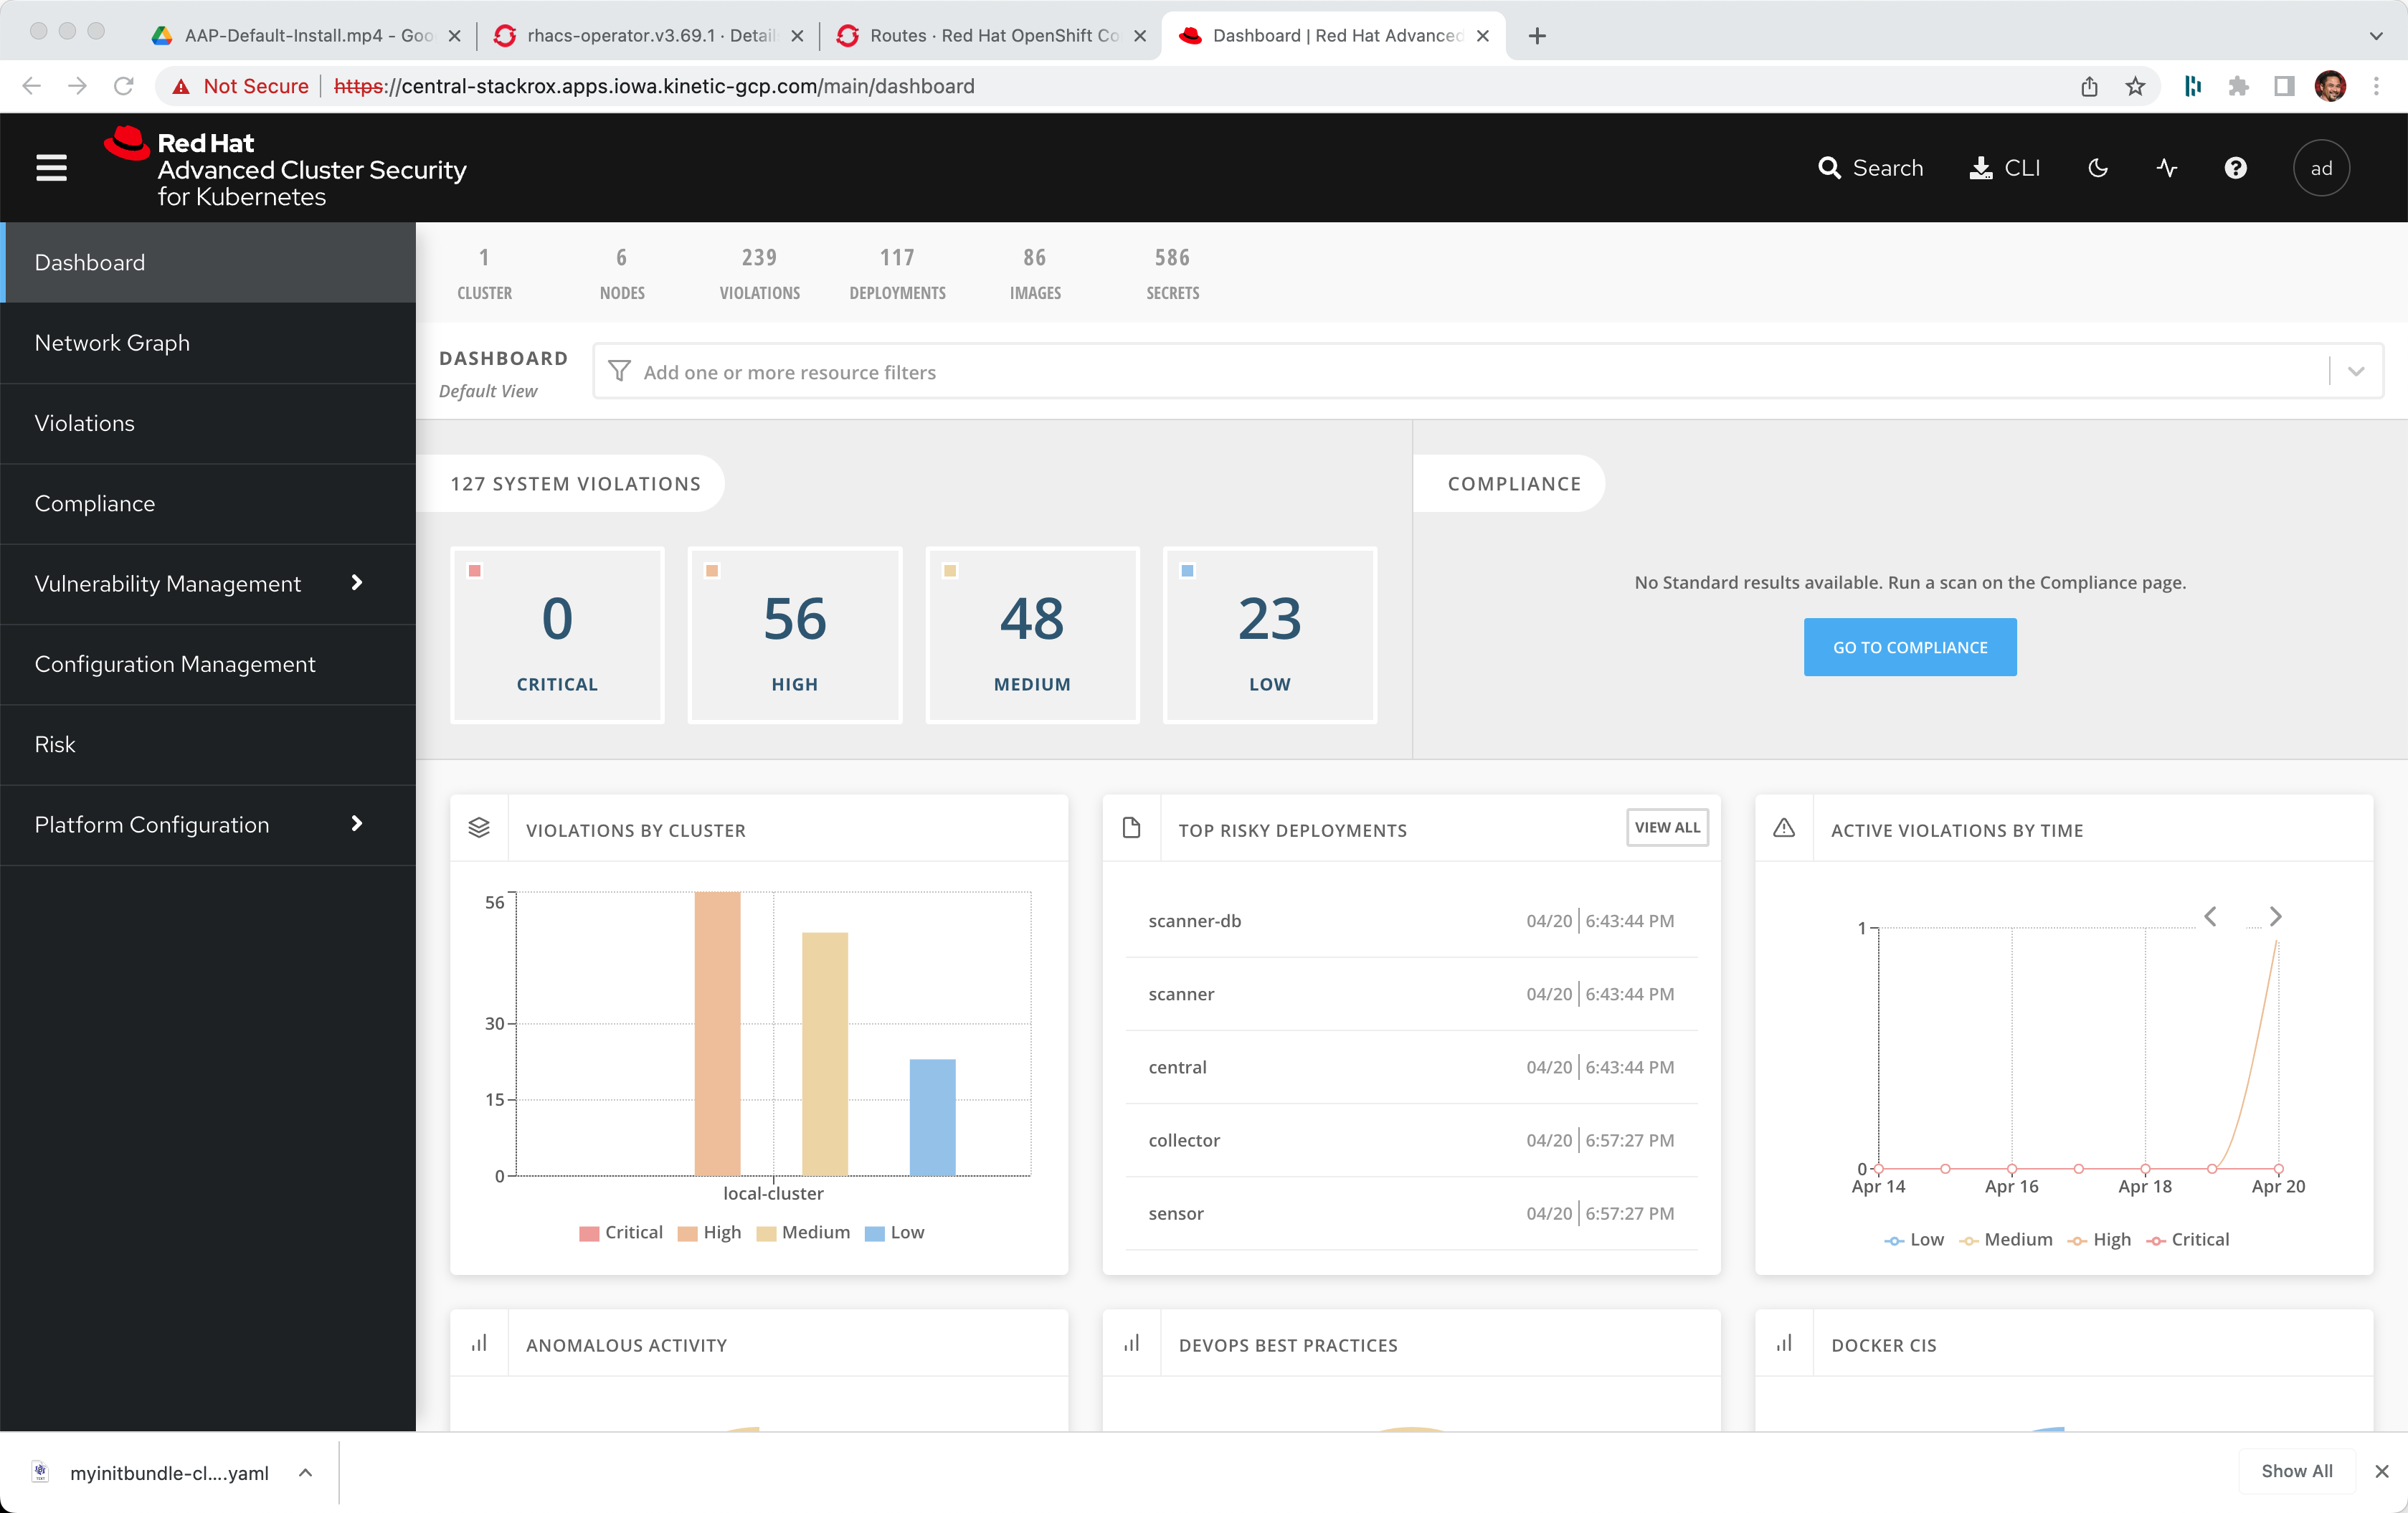 AAP-Default-Install.mp4 - Goo
rhacs-operator.v3.69.1 · Detail
Routes · Red Hat OpenShift Co
Dashboard | Red Hat Advanced
Not Secure
https://central-stackrox.apps.iowa.kinetic-gcp.com/main/dashboard
Red Hat
Advanced Cluster Security
for Kubernetes
Search
CLI
ad
Dashboard
Network Graph
Violations
Compliance
Vulnerability Management
Configuration Management
Risk
Platform Configuration
1
CLUSTER
6
NODES
239
VIOLATIONS
117
DEPLOYMENTS
86
IMAGES
586
SECRETS
DASHBOARD
Default View
Add one or more resource filters
127 SYSTEM VIOLATIONS
0
CRITICAL
56
HIGH
48
MEDIUM
23
LOW
COMPLIANCE
No Standard results available. Run a scan on the Compliance page.
GO TO COMPLIANCE
VIOLATIONS BY CLUSTER
56
30
15
0
local-cluster
Critical High Medium Low
TOP RISKY DEPLOYMENTS
VIEW ALL
scanner-db 04/20 | 6:43:44 PM
scanner 04/20 | 6:43:44 PM
central 04/20 | 6:43:44 PM
collector 04/20 | 6:57:27 PM
sensor 04/20 | 6:57:27 PM
ACTIVE VIOLATIONS BY TIME
1
0
Apr 14 Apr 16 Apr 18 Apr 20
Low Medium High Critical
ANOMALOUS ACTIVITY
DEVOPS BEST PRACTICES
DOCKER CIS
myinitbundle-cl....yaml
Show All